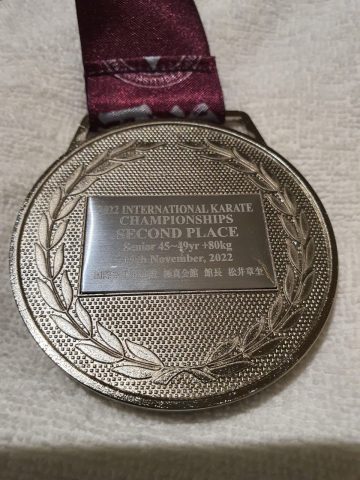 2022 INTERNATIONAL KARATE
CHAMPIONSHIPS
SECOND PLACE
Senior 45~49yr +80kg
November, 2022
極真会館 館長 松井章奎